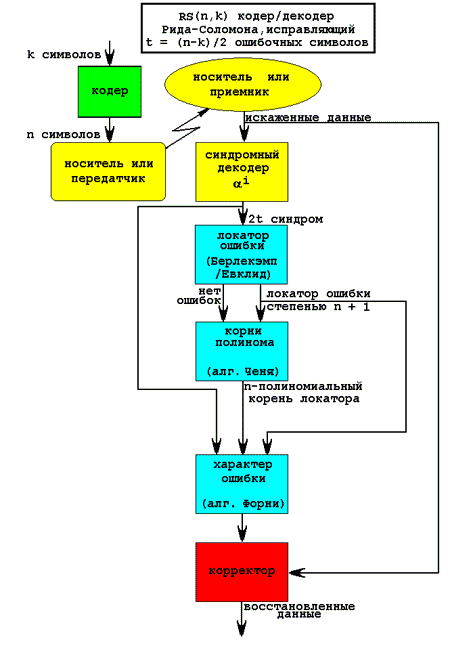 RS(n,k) кодер/декодер
Рида-Соломона,исправляющий
t = (n-k)/2 ошибочных символов
k символов
кодер
носитель или
приемник
n символов
искаженные данные
носитель или
передатчик
синдромный
декодер
αⁱ
2t синдром
локатор
ошибки
(Берлекэмп
/Евклид)
нет
ошибок
локатор ошибки
степенью n + 1
корни
полинома
(алг. Ченя)
n-полиномиальный
корень локатора
характер
ошибки
(алг. Форни)
корректор
восстановленные
данные